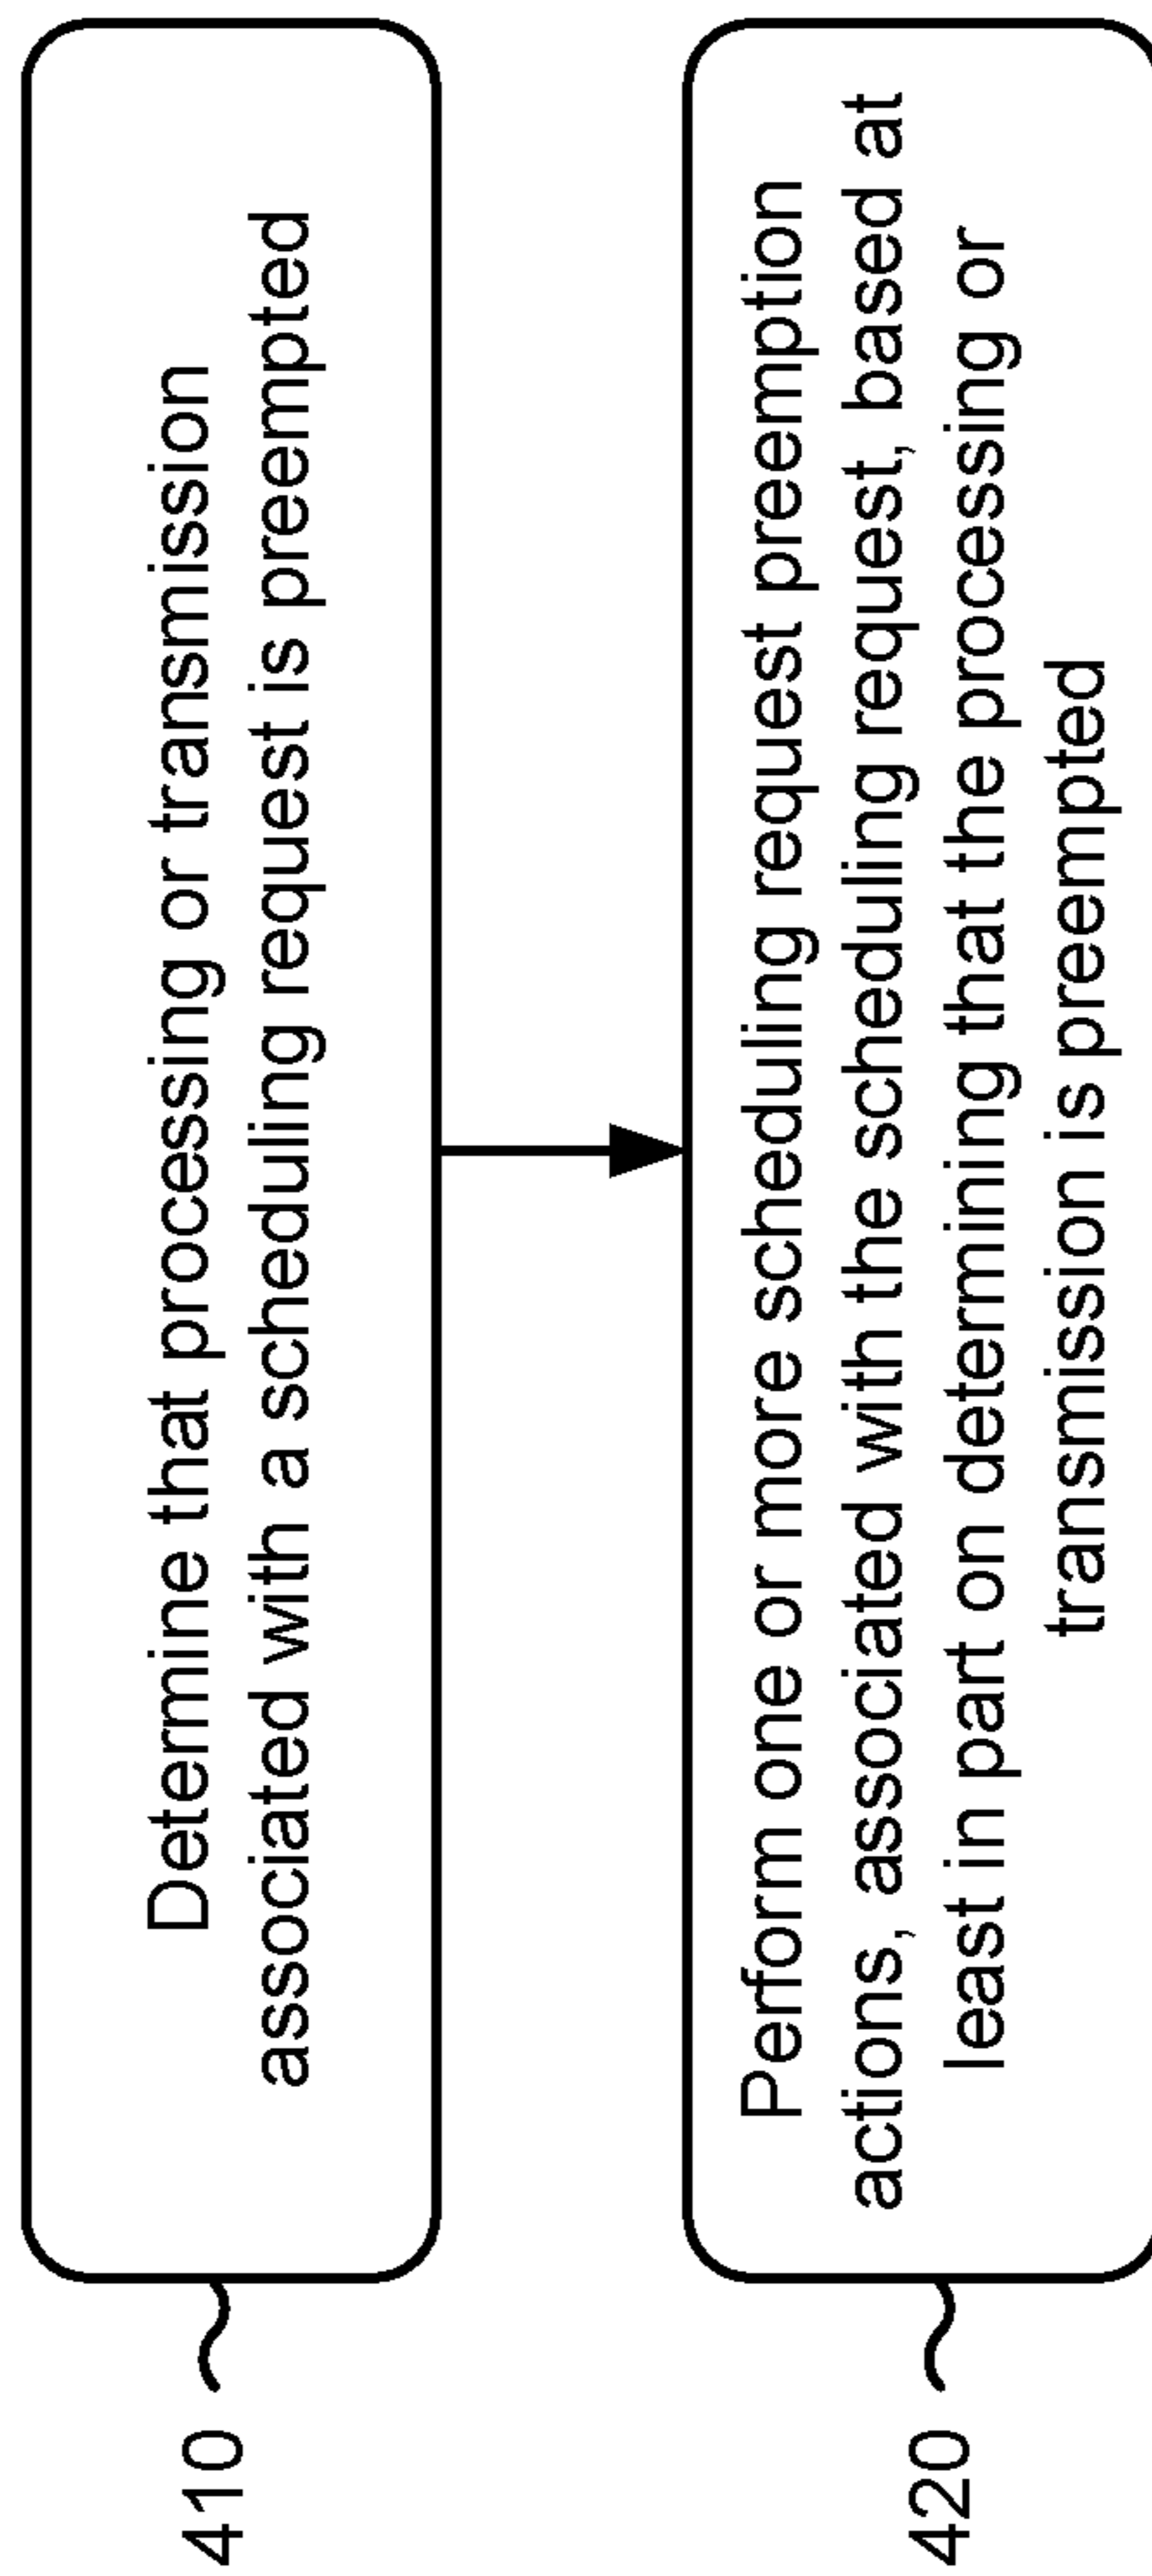 410
Determine that processing or transmission
associated with a scheduling request is preempted
420
Perform one or more scheduling request preemption
actions, associated with the scheduling request, based at
least in part on determining that the processing or
transmission is preempted